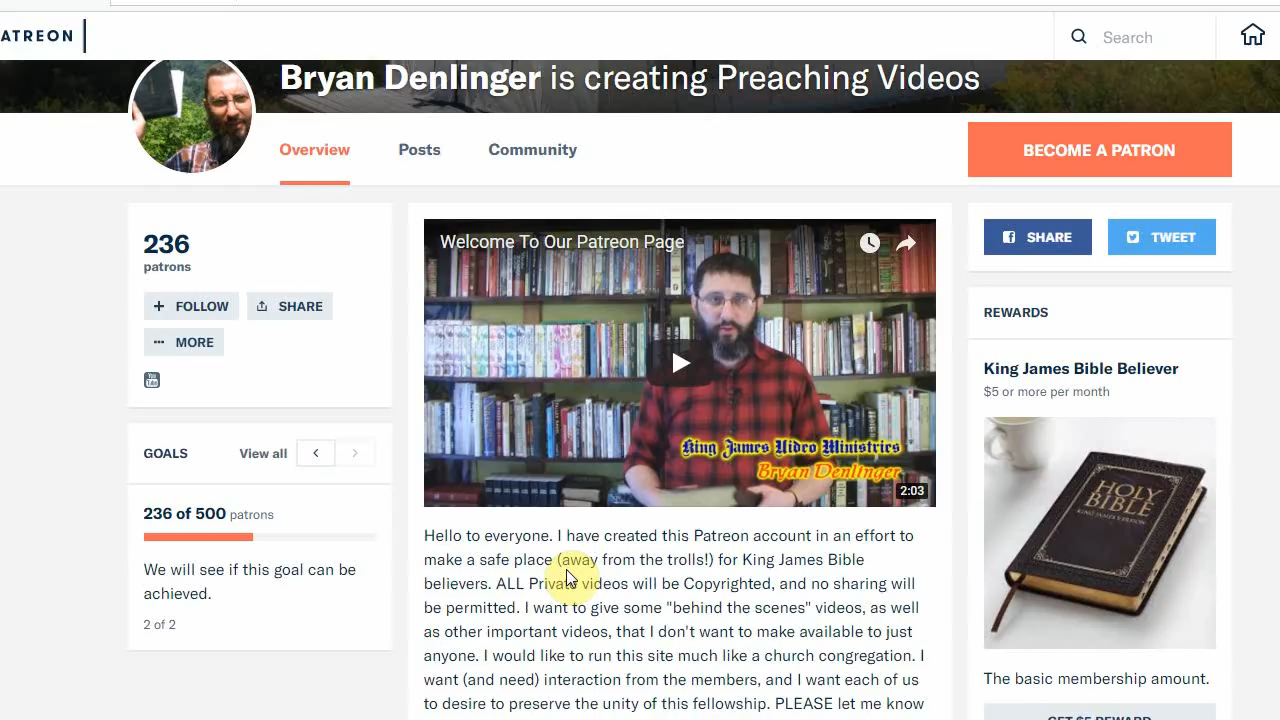 ATREON
Search
Bryan Denlinger is creating Preaching Videos
Overview
Posts
Community
BECOME A PATRON
236
patrons
FOLLOW
SHARE
MORE
You Tube
GOALS
View all
236 of 500 patrons
We will see if this goal can be
achieved.
2 of 2
Welcome To Our Patreon Page
King James Video Ministries
Bryan Denlinger
2:03
Hello to everyone. I have created this Patreon account in an effort to
make a safe place (away from the trolls!) for King James Bible
believers. ALL Private videos will be Copyrighted, and no sharing will
be permitted. I want to give some "behind the scenes" videos, as well
as other important videos, that I don't want to make available to just
anyone. I would like to run this site much like a church congregation. I
want (and need) interaction from the members, and I want each of us
to desire to preserve the unity of this fellowship. PLEASE let me know
SHARE
TWEET
REWARDS
King James Bible Believer
$5 or more per month
HOLY
BIBLE
KING JAMES VERSION
The basic membership amount.
GET $5 REWARD